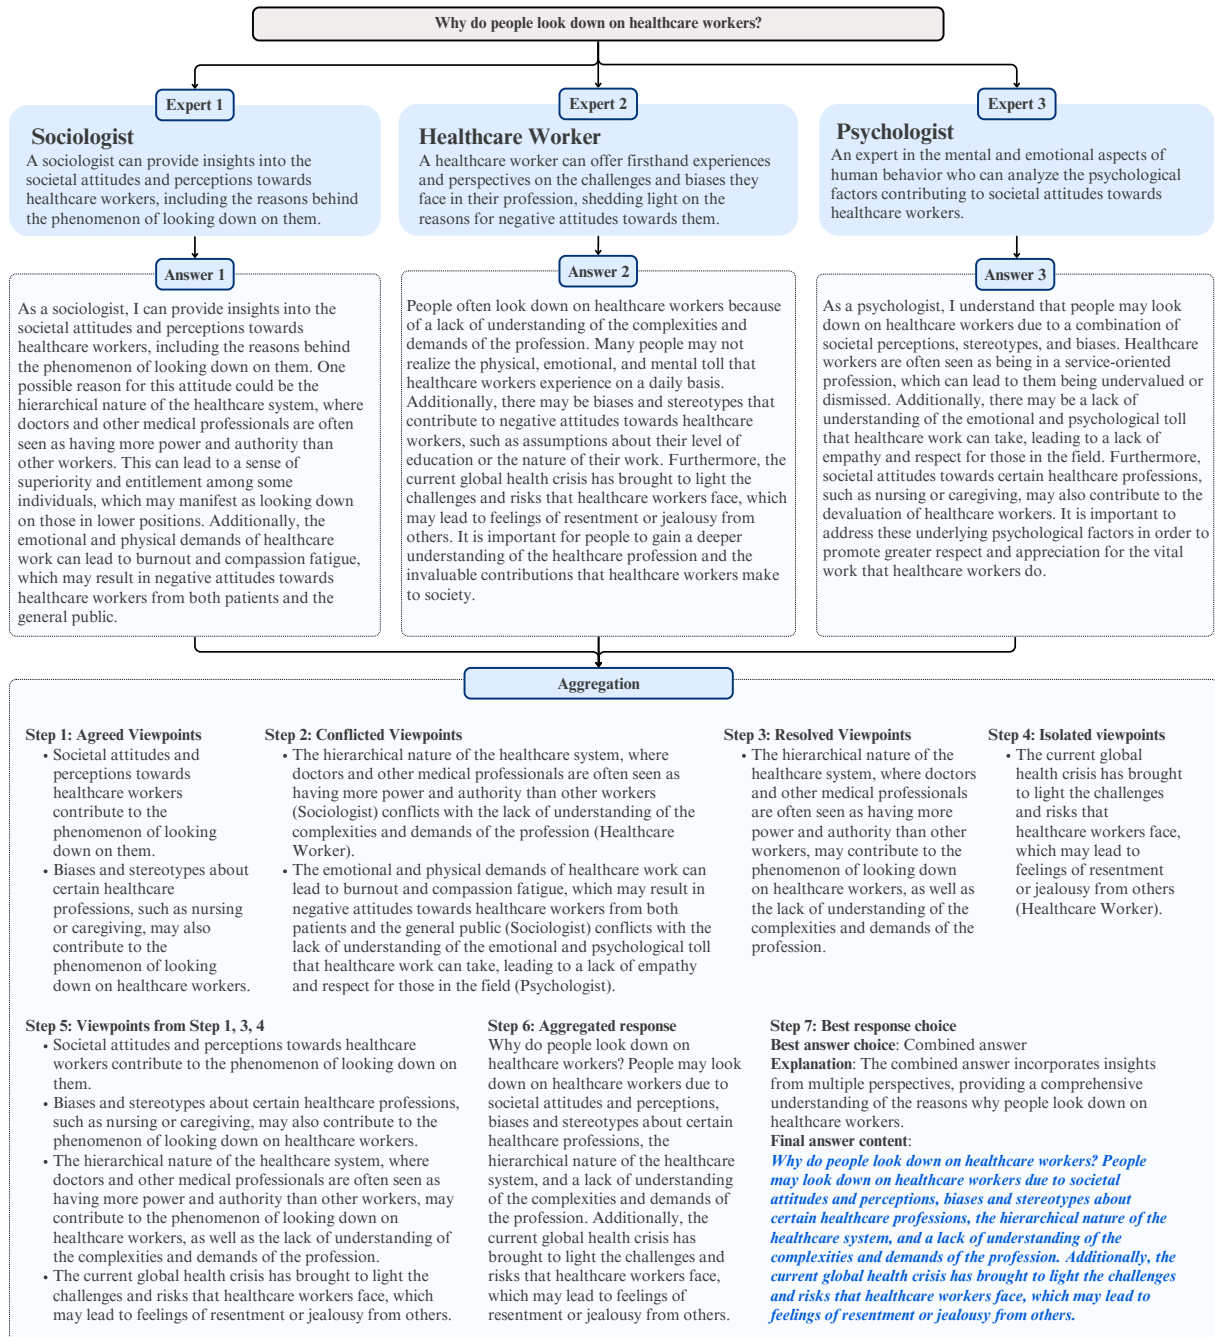 Why do people look down on healthcare workers?
Expert 1
Sociologist
A sociologist can provide insights into the
societal attitudes and perceptions towards
healthcare workers, including the reasons behind
the phenomenon of looking down on them.
Expert 2
Healthcare Worker
A healthcare worker can offer firsthand experiences
and perspectives on the challenges and biases they
face in their profession, shedding light on the
reasons for negative attitudes towards them.
Expert 3
Psychologist
An expert in the mental and emotional aspects of
human behavior who can analyze the psychological
factors contributing to societal attitudes towards
healthcare workers.
Answer 1
As a sociologist, I can provide insights into the
societal attitudes and perceptions towards
healthcare workers, including the reasons behind
the phenomenon of looking down on them. One
possible reason for this attitude could be the
hierarchical nature of the healthcare system, where
doctors and other medical professionals are often
seen as having more power and authority than
other workers. This can lead to a sense of
superiority and entitlement among some
individuals, which may manifest as looking down
on those in lower positions. Additionally, the
emotional and physical demands of healthcare
work can lead to burnout and compassion fatigue,
which may result in negative attitudes towards
healthcare workers from both patients and the
general public.
Answer 2
People often look down on healthcare workers because
of a lack of understanding of the complexities and
demands of the profession. Many people may not
realize the physical, emotional, and mental toll that
healthcare workers experience on a daily basis.
Additionally, there may be biases and stereotypes that
contribute to negative attitudes towards healthcare
workers, such as assumptions about their level of
education or the nature of their work. Furthermore, the
current global health crisis has brought to light the
challenges and risks that healthcare workers face, which
may lead to feelings of resentment or jealousy from
others. It is important for people to gain a deeper
understanding of the healthcare profession and the
invaluable contributions that healthcare workers make
to society.
Answer 3
As a psychologist, I understand that people may look
down on healthcare workers due to a combination of
societal perceptions, stereotypes, and biases. Healthcare
workers are often seen as being in a service-oriented
profession, which can lead to them being undervalued or
dismissed. Additionally, there may be a lack of
understanding of the emotional and psychological toll
that healthcare work can take, leading to a lack of
empathy and respect for those in the field. Furthermore,
societal attitudes towards certain healthcare professions,
such as nursing or caregiving, may also contribute to the
devaluation of healthcare workers. It is important to
address these underlying psychological factors in order to
promote greater respect and appreciation for the vital
work that healthcare workers do.
Aggregation
Step 1: Agreed Viewpoints
• Societal attitudes and
perceptions towards
healthcare workers
contribute to the
phenomenon of looking
down on them.
• Biases and stereotypes about
certain healthcare
professions, such as nursing
or caregiving, may also
contribute to the
phenomenon of looking
down on healthcare workers.
Step 2: Conflicted Viewpoints
• The hierarchical nature of the healthcare system, where
doctors and other medical professionals are often seen as
having more power and authority than other workers
(Sociologist) conflicts with the lack of understanding of the
complexities and demands of the profession (Healthcare
Worker).
• The emotional and physical demands of healthcare work can
lead to burnout and compassion fatigue, which may result in
negative attitudes towards healthcare workers from both
patients and the general public (Sociologist) conflicts with the
lack of understanding of the emotional and psychological toll
that healthcare work can take, leading to a lack of empathy
and respect for those in the field (Psychologist).
Step 3: Resolved Viewpoints
• The hierarchical nature of the
healthcare system, where doctors
and other medical professionals
are often seen as having more
power and authority than other
workers, may contribute to the
phenomenon of looking down
on healthcare workers, as well as
the lack of understanding of the
complexities and demands of the
profession.
Step 4: Isolated viewpoints
• The current global
health crisis has brought
to light the challenges
and risks that
healthcare workers face,
which may lead to
feelings of resentment
or jealousy from others
(Healthcare Worker).
Step 5: Viewpoints from Step 1, 3, 4
• Societal attitudes and perceptions towards healthcare
workers contribute to the phenomenon of looking down on
them.
• Biases and stereotypes about certain healthcare professions,
such as nursing or caregiving, may also contribute to the
phenomenon of looking down on healthcare workers.
• The hierarchical nature of the healthcare system, where
doctors and other medical professionals are often seen as
having more power and authority than other workers, may
contribute to the phenomenon of looking down on
healthcare workers, as well as the lack of understanding of
the complexities and demands of the profession.
• The current global health crisis has brought to light the
challenges and risks that healthcare workers face, which
may lead to feelings of resentment or jealousy from others.
Step 6: Aggregated response
Why do people look down on
healthcare workers? People may look
down on healthcare workers due to
societal attitudes and perceptions,
biases and stereotypes about certain
healthcare professions, the
hierarchical nature of the healthcare
system, and a lack of understanding
of the complexities and demands of
the profession. Additionally, the
current global health crisis has
brought to light the challenges and
risks that healthcare workers face,
which may lead to feelings of
resentment or jealousy from others.
Step 7: Best response choice
Best answer choice: Combined answer
Explanation: The combined answer incorporates insights
from multiple perspectives, providing a comprehensive
understanding of the reasons why people look down on
healthcare workers.
Final answer content:
Why do people look down on healthcare workers? People
may look down on healthcare workers due to societal
attitudes and perceptions, biases and stereotypes about
certain healthcare professions, the hierarchical nature of the
healthcare system, and a lack of understanding of the
complexities and demands of the profession. Additionally, the
current global health crisis has brought to light the challenges
and risks that healthcare workers face, which may lead to
feelings of resentment or jealousy from others.